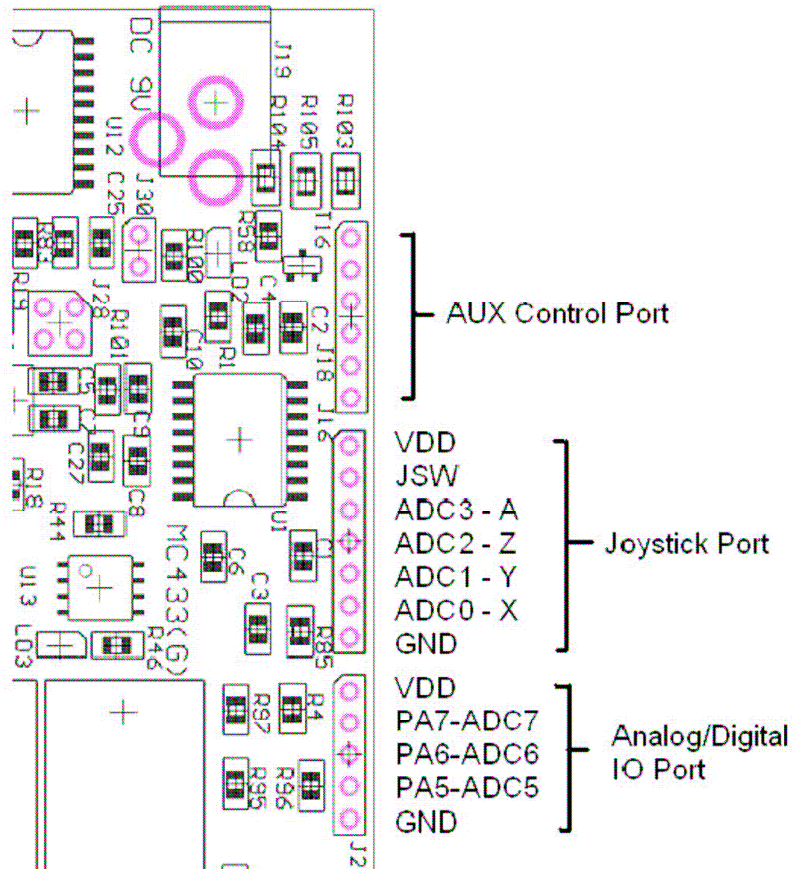 DC 9V
J19
R104
R105
R103
U12
C25
J30
R83
R100
R58
LD2
C4
C2
J28
R101
C10
R1
J18
J16
C5
C9
C27
C8
R18
R44
U1
MC433(G)
C6
C1
U13
C3
LD3
R46
R85
R97
R4
R95
R96
J2
AUX Control Port
VDD
JSW
ADC3 - A
ADC2 - Z
ADC1 - Y
ADC0 - X
GND
Joystick Port
VDD
PA7-ADC7
PA6-ADC6
PA5-ADC5
GND
Analog/Digital
IO Port